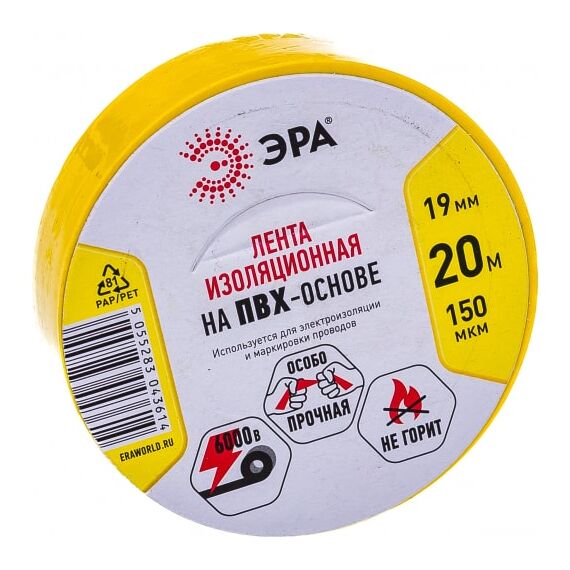 ЭРА®
ЛЕНТА
ИЗОЛЯЦИОННАЯ
НА ПВХ-ОСНОВЕ
Используется для электроизоляции
и маркировки проводов
19 мм
20 м
150
МКМ
ОСОБО
ПРОЧНАЯ
6000В
НЕ ГОРИТ
81
PAP/PET
5 055283 043614
ERAWORLD.RU